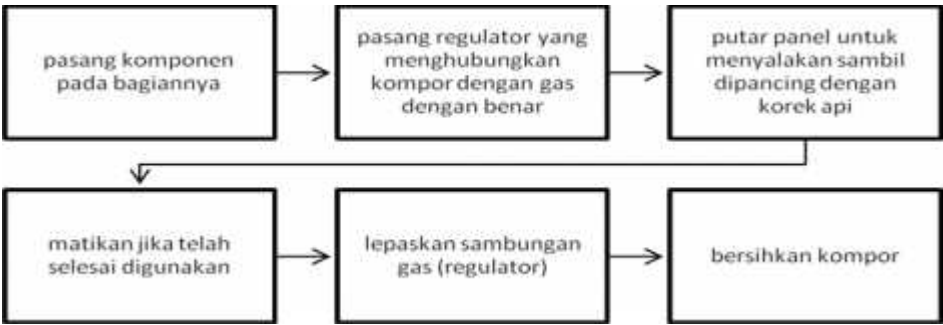 pasang komponen
pada bagiannya
pasang regulator yang
menghubungkan
kompor dengan gas
dengan benar
putar panel untuk
menyalakan sambil
dipancing dengan
korek api
matikan jika telah
selesai digunakan
lepaskan sambungan
gas (regulator)
bersihkan kompor